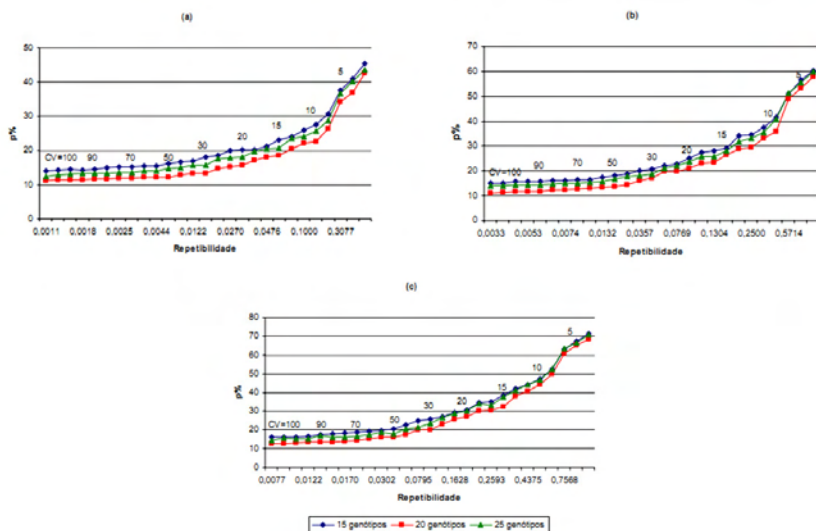 (a)
50
40
30
20
10
0
p%
CV=100 90 70 50 30 20 15 10 5
0,0011 0,0018 0,0025 0,0044 0,0122 0,0270 0,0476 0,1000 0,3077
Repetibilidade
(b)
70
60
50
40
30
20
10
0
p%
CV=100 90 70 50 30 20 15 10 5
0,0033 0,0053 0,0074 0,0132 0,0357 0,0769 0,1304 0,2500 0,5714
Repetibilidade
(c)
80
70
60
50
40
30
20
10
0
p%
CV=100 90 70 50 30 20 15 10 5
0,0077 0,0122 0,0170 0,0302 0,0795 0,1628 0,2593 0,4375 0,7568
Repetibilidade
15 genótipos 20 genótipos 25 genótipos